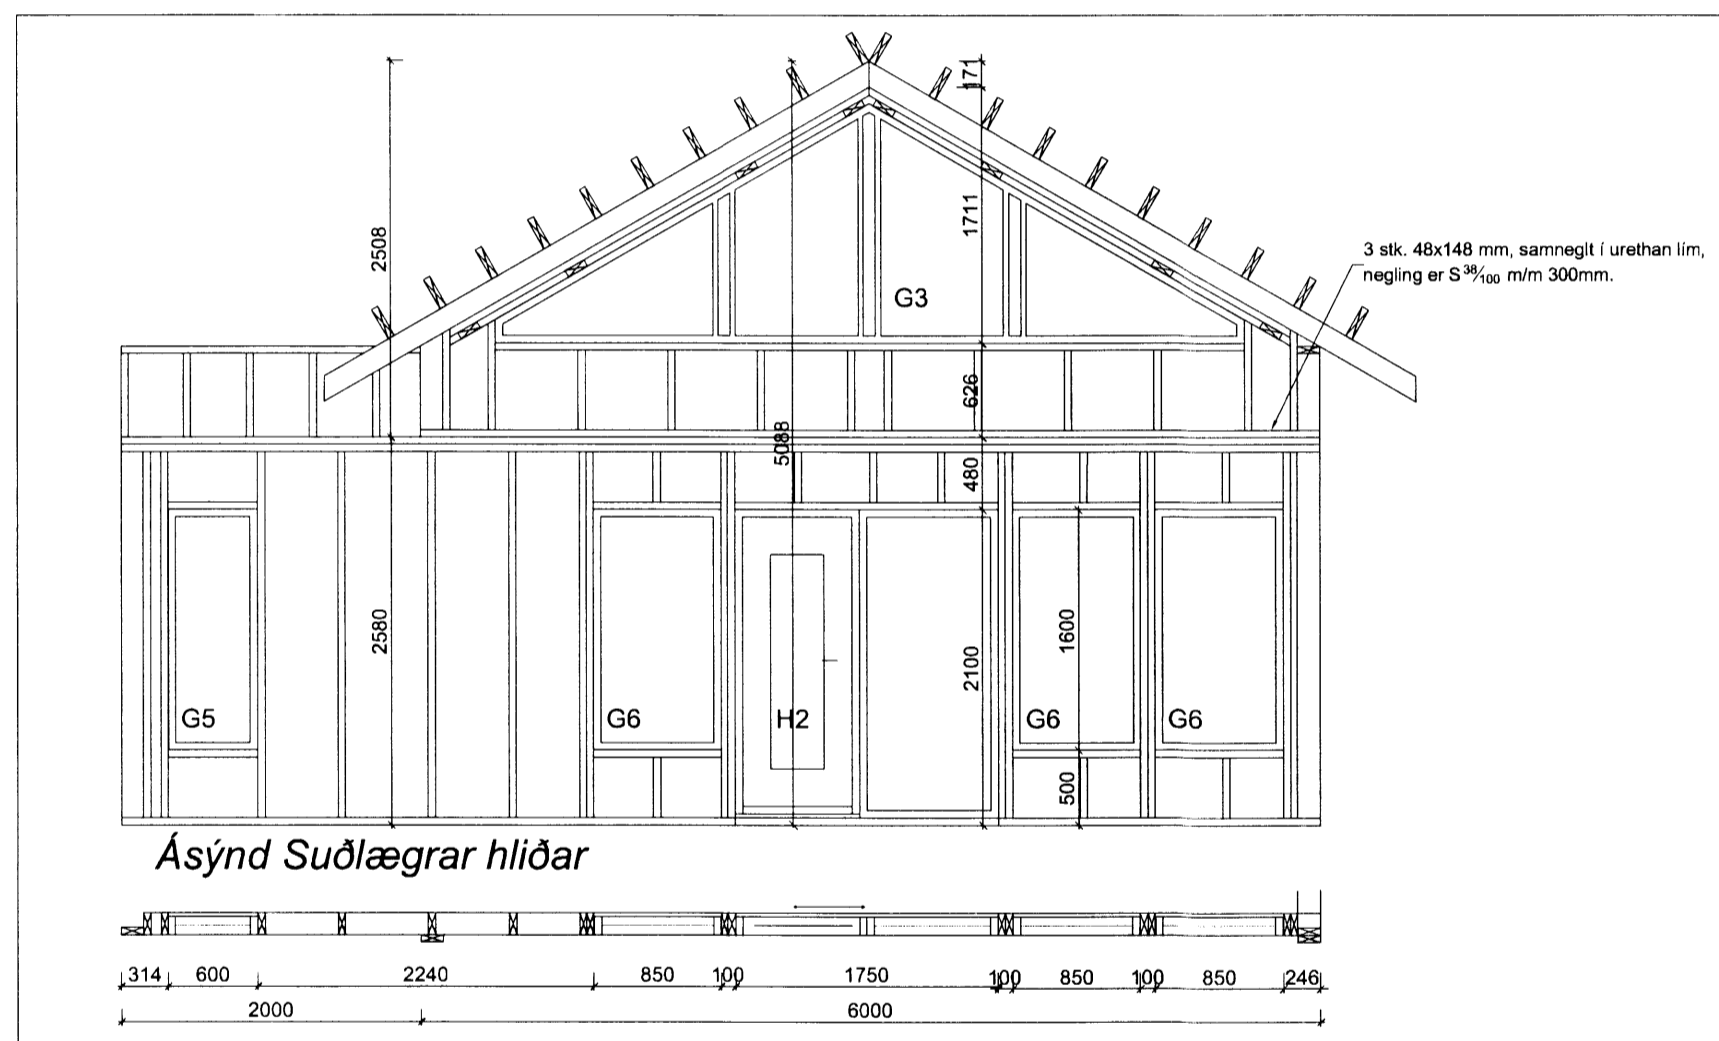 171
2508
1711
3 stk. 48x148 mm, samneglt í urethan lím,
negling er S 38/100 m/m 300mm.
G3
626
5088
480
2580
1600
2100
G5
G6
H2
G6
G6
500
Ásýnd Suðlægrar hliðar
314 600 2240 850 100 1750 100 850 100 850 246
2000 6000